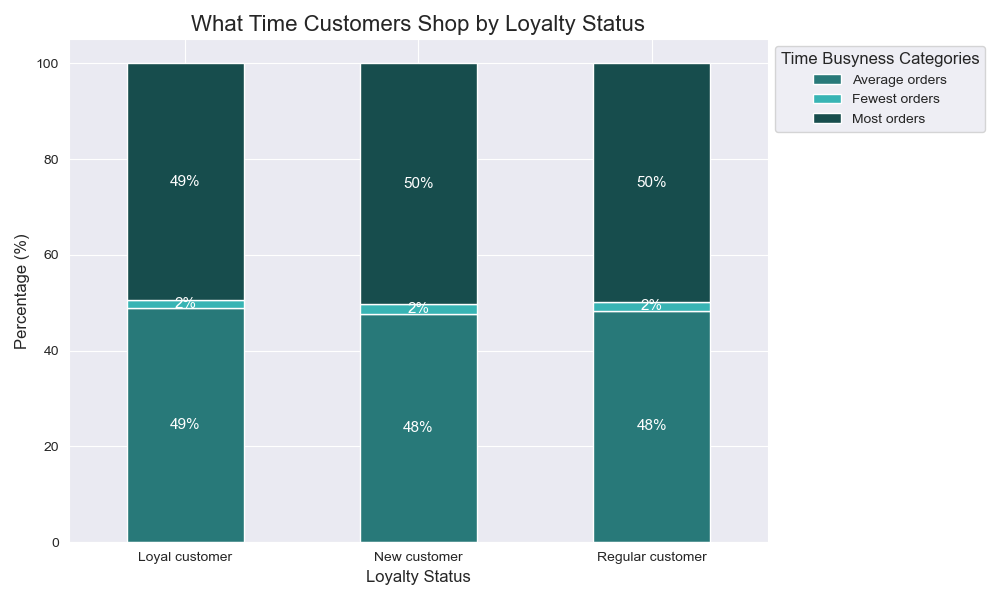 What Time Customers Shop by Loyalty Status
Time Busyness Categories
Average orders
Fewest orders
Most orders
Percentage (%)
100
80
60
40
20
0
49%
50%
50%
2%
2%
2%
49%
48%
48%
Loyal customer
New customer
Regular customer
Loyalty Status